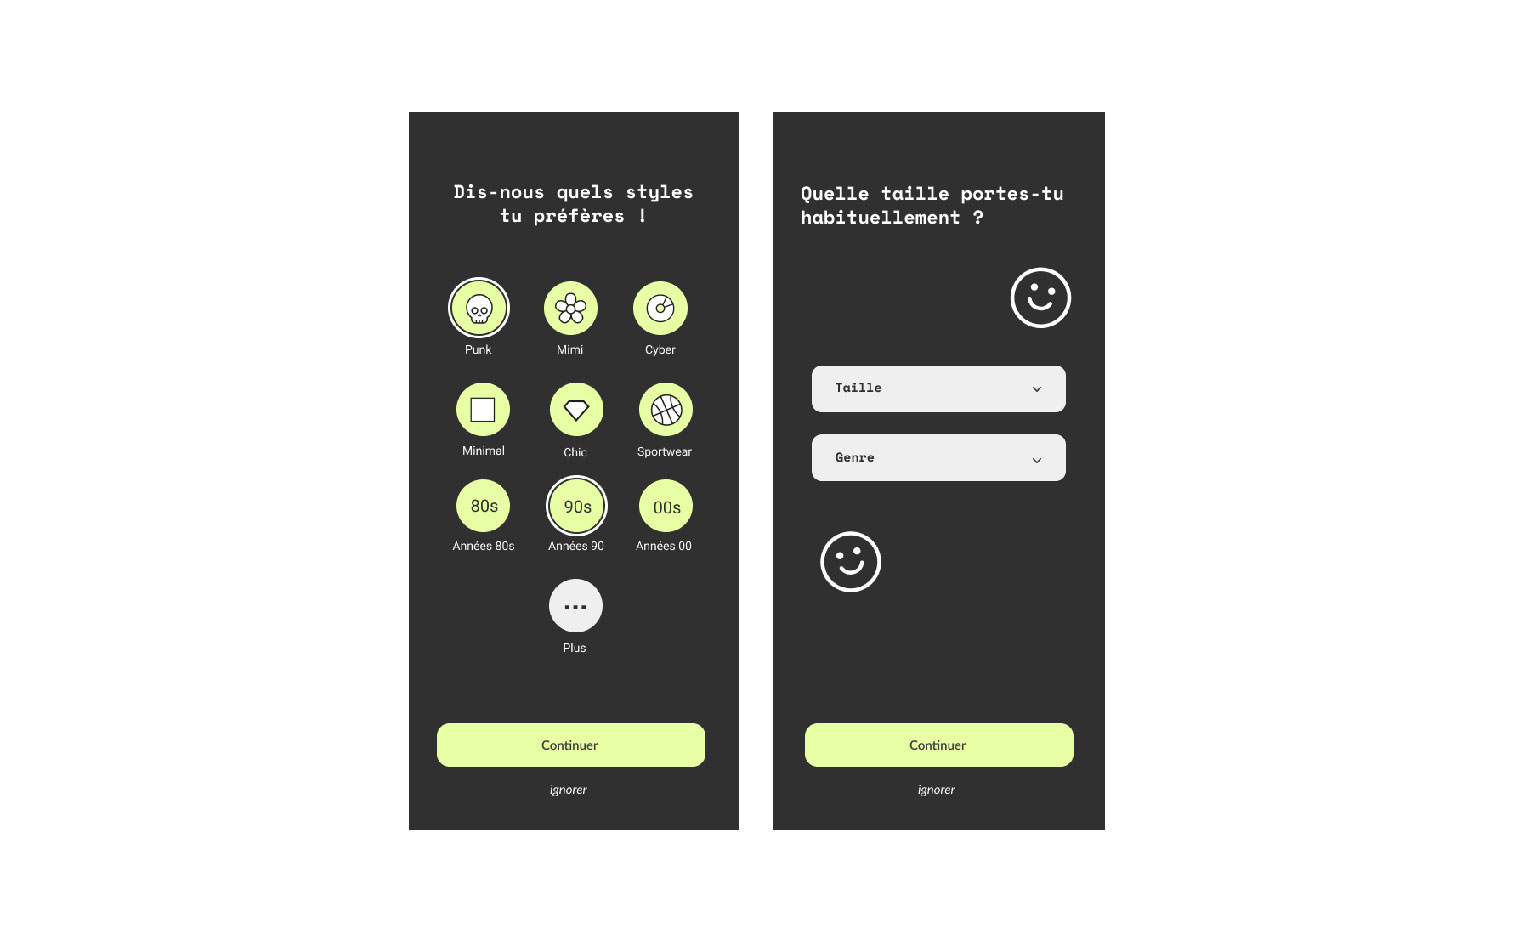 Dis-nous quels styles
tu préfères !
Punk
Mimi
Cyber
Minimal
Chic
Sportwear
80s
90s
00s
Années 80s
Années 90
Années 00
...
Plus
Continuer
ignorer
Quelle taille portes-tu
habituellement ?
Taille
Genre
Continuer
ignorer